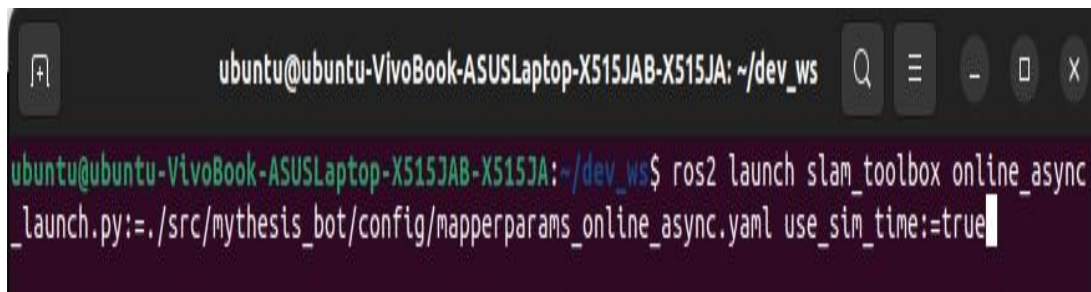 ubuntu@ubuntu-VivoBook-ASUSLaptop-X515JAB-X515JA: ~/dev_ws
ubuntu@ubuntu-VivoBook-ASUSLaptop-X515JAB-X515JA:~/dev_ws$ ros2 launch slam_toolbox online_async
_launch.py:=./src/mythesis_bot/config/mapperparams_online_async.yaml use_sim_time:=true